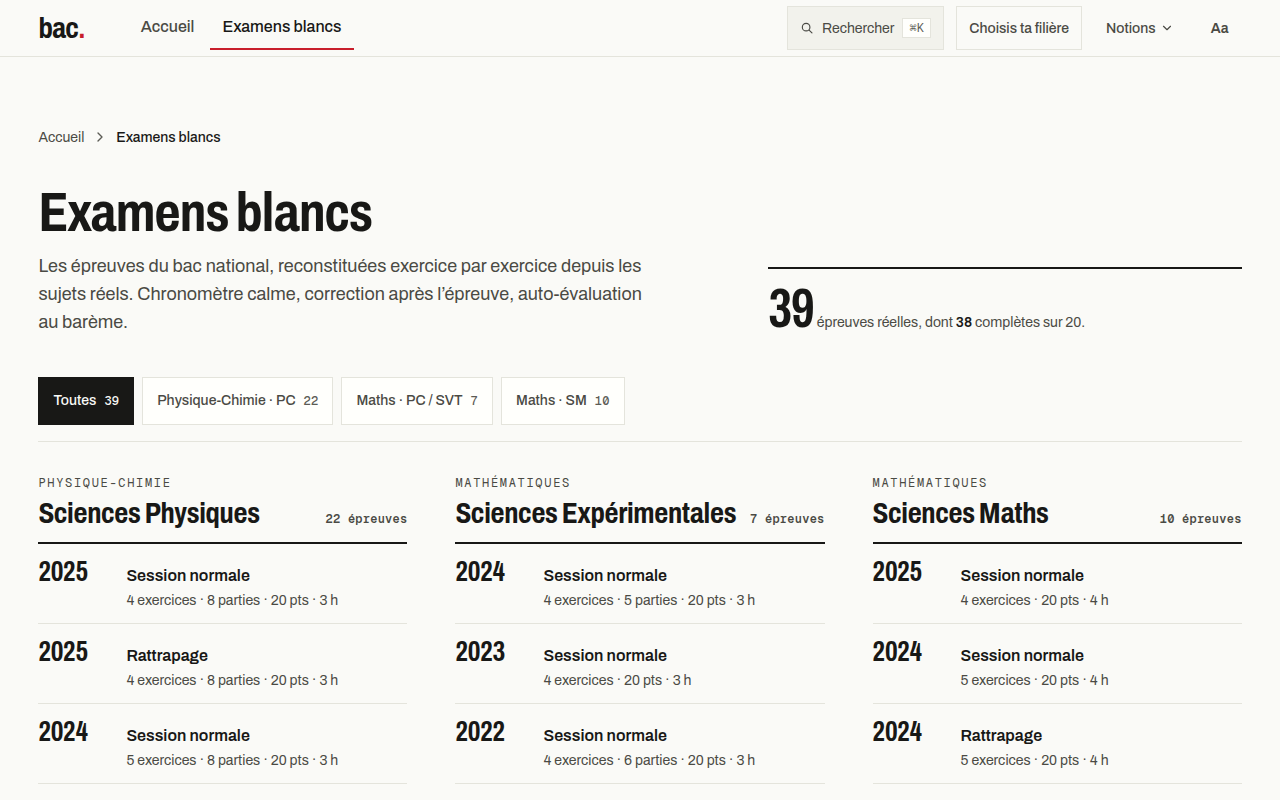 bac.
Accueil
Examens blancs
Rechercher ⌘K
Choisis ta filière
Notions
Aa
Accueil > Examens blancs
Examens blancs
Les épreuves du bac national, reconstituées exercice par exercice depuis les
sujets réels. Chronomètre calme, correction après l’épreuve, auto-évaluation
au barème.
39 épreuves réelles, dont 38 complètes sur 20.
Toutes 39
Physique-Chimie · PC 22
Maths · PC / SVT 7
Maths · SM 10
PHYSIQUE-CHIMIE
Sciences Physiques 22 épreuves
2025 Session normale
4 exercices · 8 parties · 20 pts · 3 h
2025 Rattrapage
4 exercices · 8 parties · 20 pts · 3 h
2024 Session normale
5 exercices · 8 parties · 20 pts · 3 h
MATHÉMATIQUES
Sciences Expérimentales 7 épreuves
2024 Session normale
4 exercices · 5 parties · 20 pts · 3 h
2023 Session normale
4 exercices · 20 pts · 3 h
2022 Session normale
4 exercices · 6 parties · 20 pts · 3 h
MATHÉMATIQUES
Sciences Maths 10 épreuves
2025 Session normale
4 exercices · 20 pts · 4 h
2024 Session normale
5 exercices · 20 pts · 4 h
2024 Rattrapage
5 exercices · 20 pts · 4 h